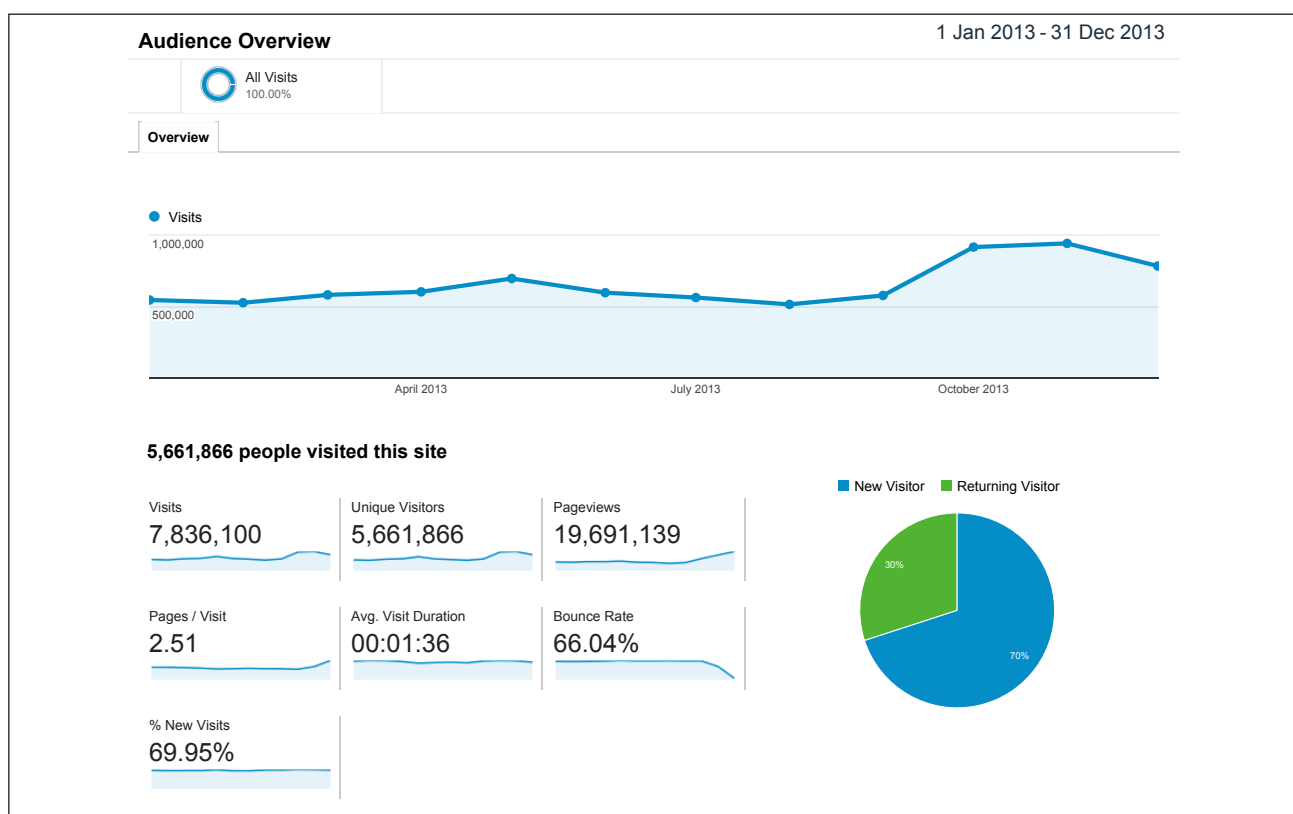 Audience Overview
1 Jan 2013 - 31 Dec 2013
All Visits
100.00%
Overview
Visits
1,000,000
500,000
April 2013
July 2013
October 2013
5,661,866 people visited this site
New Visitor
Returning Visitor
Visits
7,836,100
Unique Visitors
5,661,866
Pageviews
19,691,139
Pages / Visit
2.51
Avg. Visit Duration
00:01:36
Bounce Rate
66.04%
% New Visits
69.95%
30%
70%